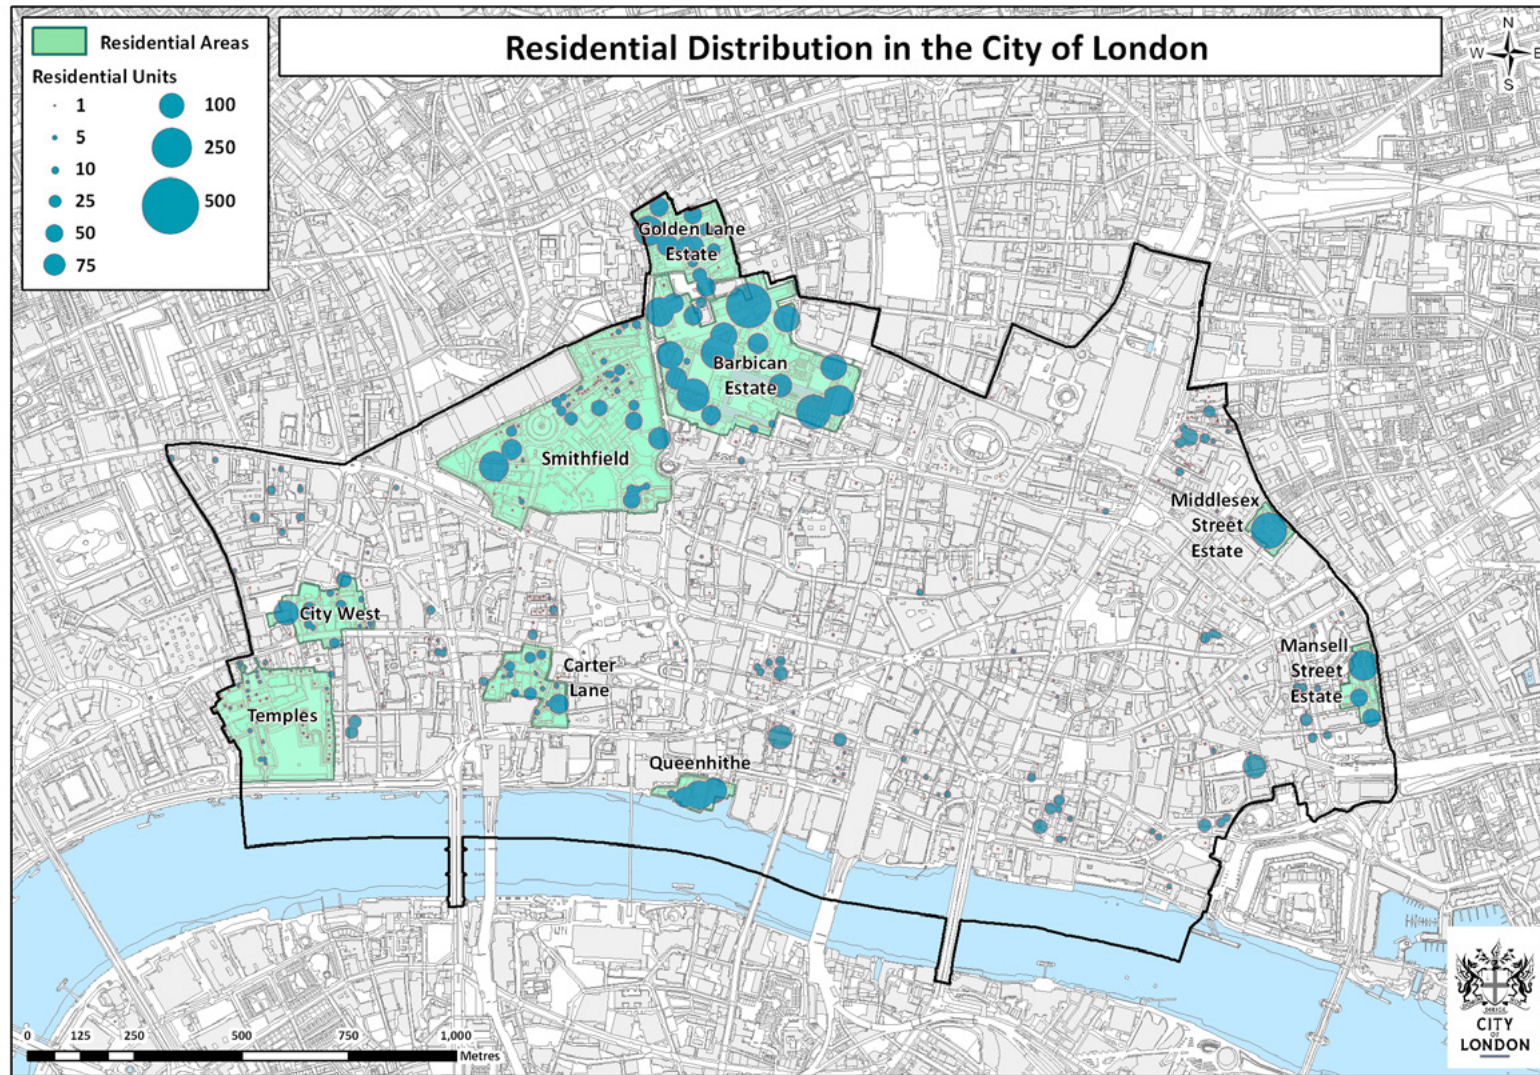 Residential Distribution in the City of London
Residential Areas
Residential Units
1
5
10
25
50
75
100
250
500
N
W
E
S
Golden Lane
Estate
Barbican
Estate
Smithfield
Middlesex
Street
Estate
City West
Carter
Lane
Mansell
Street
Estate
Temples
Queenhithe
0
125
250
500
750
1,000
Metres
CITY
OF
LONDON